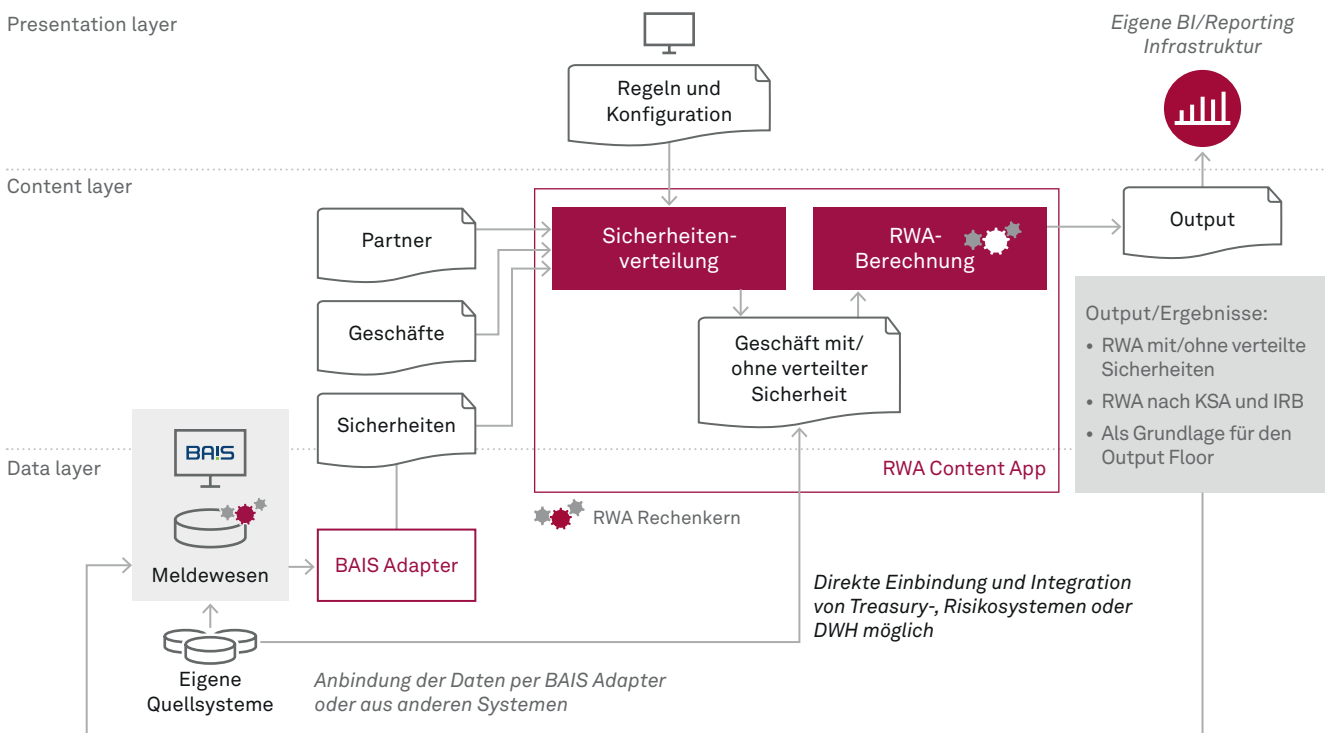 Presentation layer
Regeln und
Konfiguration
Eigene BI/Reporting
Infrastruktur
Content layer
Partner
Geschäfte
Sicherheiten
Sicherheiten-
verteilung
RWA-
Berechnung
Geschäft mit/
ohne verteilter
Sicherheit
RWA Content App
Output
Output/Ergebnisse:
• RWA mit/ohne verteilte
Sicherheiten
• RWA nach KSA und IRB
• Als Grundlage für den
Output Floor
Data layer
BA!S
Meldewesen
BAIS Adapter
RWA Rechenkern
Direkte Einbindung und Integration
von Treasury-, Risikosystemen oder
DWH möglich
Eigene
Quellsysteme
Anbindung der Daten per BAIS Adapter
oder aus anderen Systemen